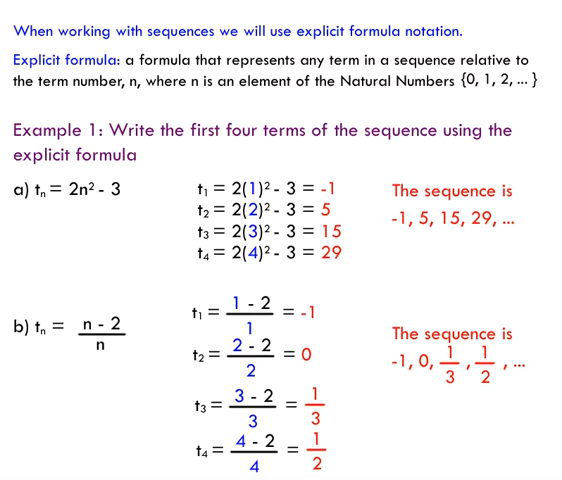 When working with sequences we will use explicit formula notation.
Explicit formula: a formula that represents any term in a sequence relative to
the term number, n, where n is an element of the Natural Numbers {0, 1, 2, ... }
Example 1: Write the first four terms of the sequence using the
explicit formula
a) tₙ = 2n² - 3
t₁ = 2(1)² - 3 = -1
t₂ = 2(2)² - 3 = 5
t₃ = 2(3)² - 3 = 15
t₄ = 2(4)² - 3 = 29
The sequence is
-1, 5, 15, 29, ...
b) tₙ = (n - 2)/n
t₁ = (1 - 2)/1 = -1
t₂ = (2 - 2)/2 = 0
t₃ = (3 - 2)/3 = 1/3
t₄ = (4 - 2)/4 = 1/2
The sequence is
-1, 0, 1/3, 1/2, ...